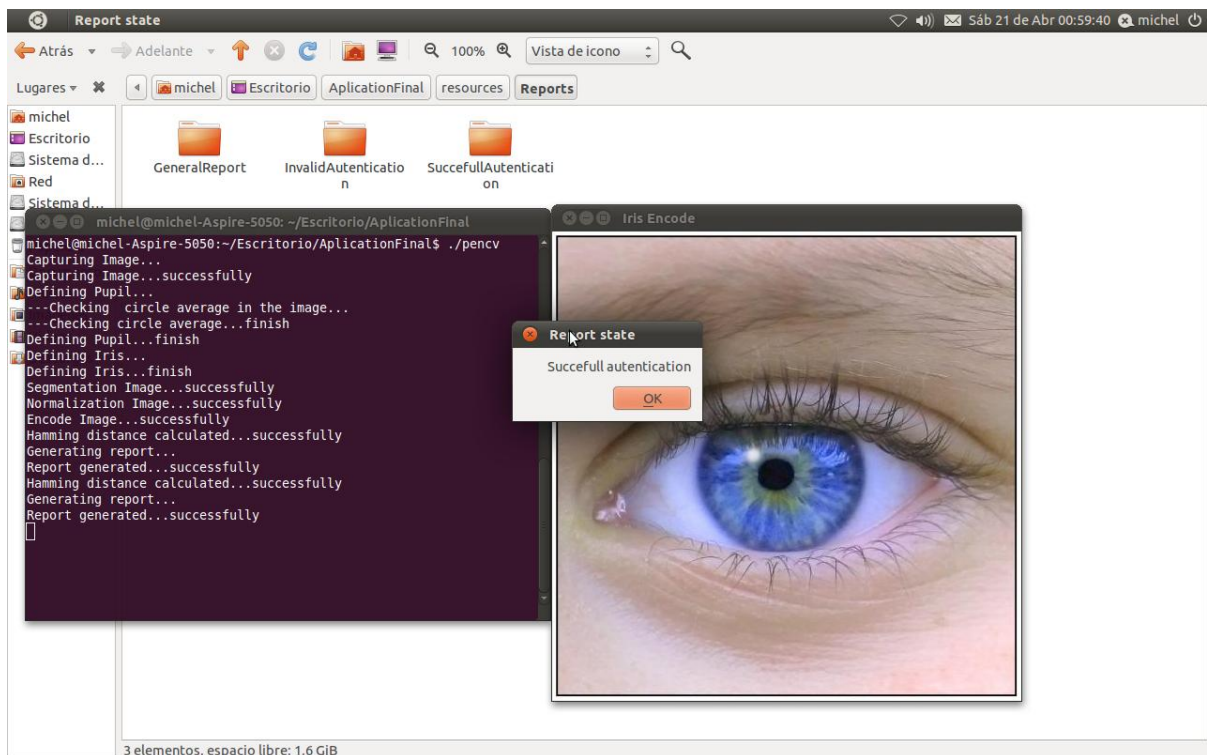 Report state
Sáb 21 de Abr 00:59:40 michel
Atrás Adelante 100% Vista de icono
Lugares michel Escritorio AplicationFinal resources Reports
michel
Escritorio
Sistema d...
Red
Sistema d...
GeneralReport
InvalidAutenticatio
n
SuccefullAutenticati
on
michel@michel-Aspire-5050: ~/Escritorio/AplicationFinal
michel@michel-Aspire-5050:~/Escritorio/AplicationFinal$ ./pencv
Capturing Image...
Capturing Image...successfully
Defining Pupil...
---Checking  circle average in the image...
---Checking circle average...finish
Defining Pupil...finish
Defining Iris...
Defining Iris...finish
Segmentation Image...successfully
Normalization Image...successfully
Encode Image...successfully
Hamming distance calculated...successfully
Generating report...
Report generated...successfully
Hamming distance calculated...successfully
Generating report...
Report generated...successfully
Iris Encode
Report state
Succefull autentication
OK
3 elementos, espacio libre: 1,6 GiB